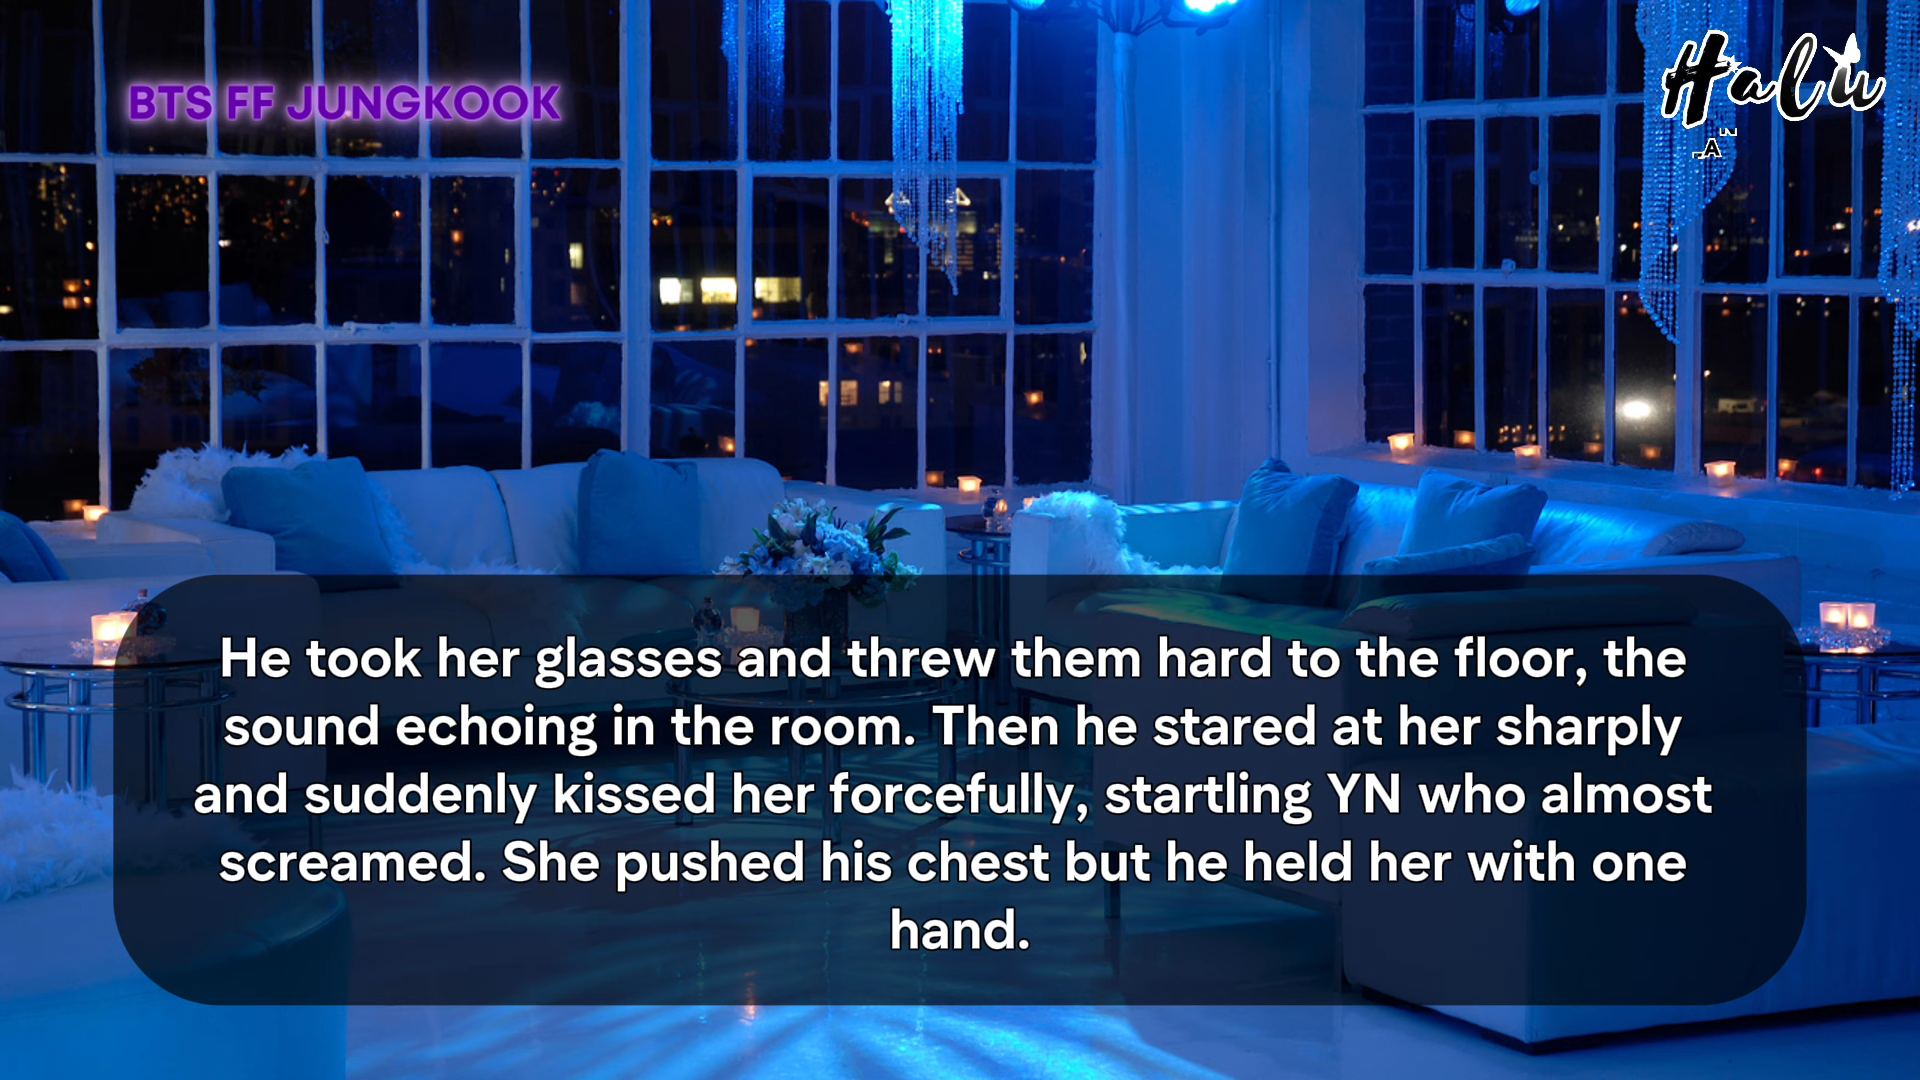 BTS FF JUNGKOOK
Halu
He took her glasses and threw them hard to the floor, the
sound echoing in the room. Then he stared at her sharply
and suddenly kissed her forcefully, startling YN who almost
screamed. She pushed his chest but he held her with one
hand.